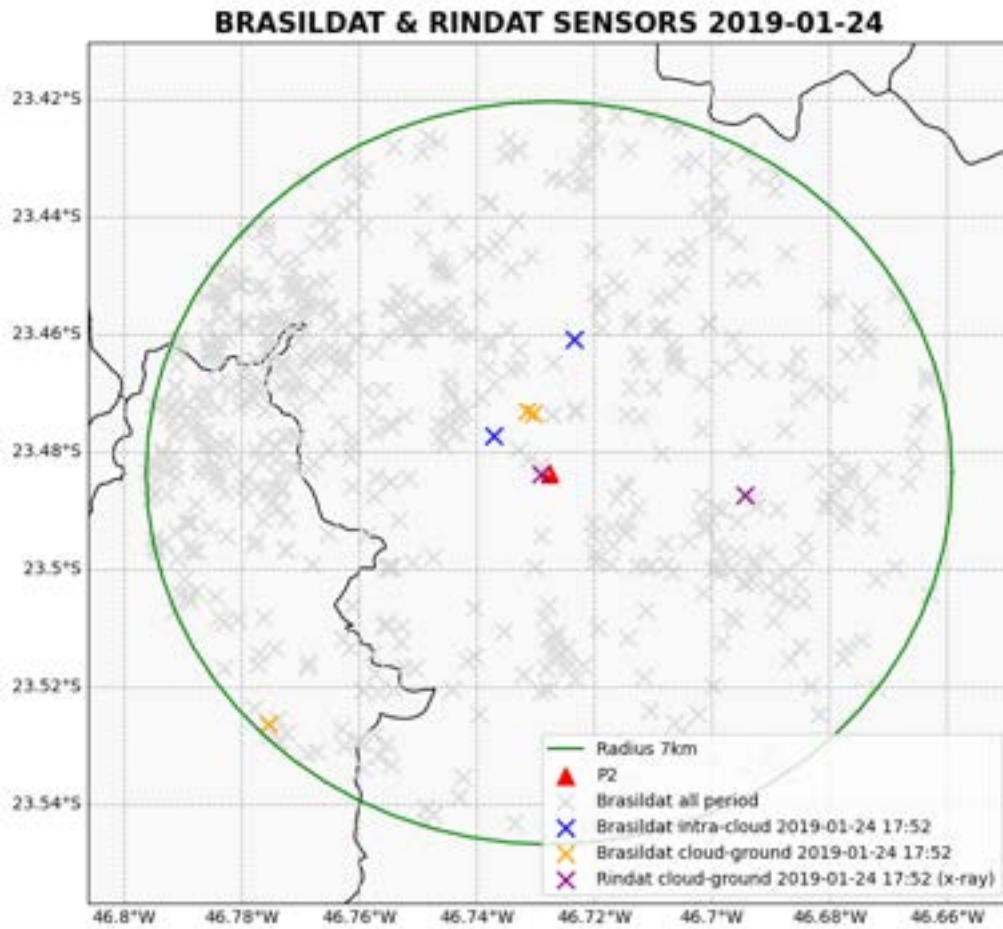 BRASILDAT & RINDAT SENSORS 2019-01-24
23.42°S
23.44°S
23.46°S
23.48°S
23.5°S
23.52°S
23.54°S
Radius 7km
P2
Brasildat all period
Brasildat intra-cloud 2019-01-24 17:52
Brasildat cloud-ground 2019-01-24 17:52
Rindat cloud-ground 2019-01-24 17:52 (x-ray)
46.8°W 46.78°W 46.76°W 46.74°W 46.72°W 46.7°W 46.68°W 46.66°W